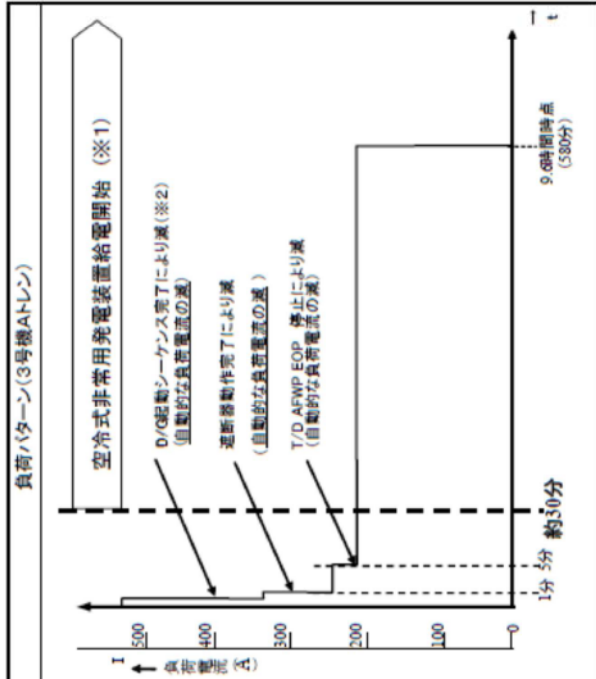 負荷パターン(3号機Aトレン)
空冷式非常用発電装置給電開始 (※1)
D/G起動シーケンス完了により減(※2)
(自動的な負荷電流の減)
遮断器動作完了により減
(自動的な負荷電流の減 )
T/D AFWP EOP 停止により減
(自動的な負荷電流の減)
I
負荷電流(A)
500
400
300
200
100
0
1分
5分
約30分
9.6時間時点
(580分)
t